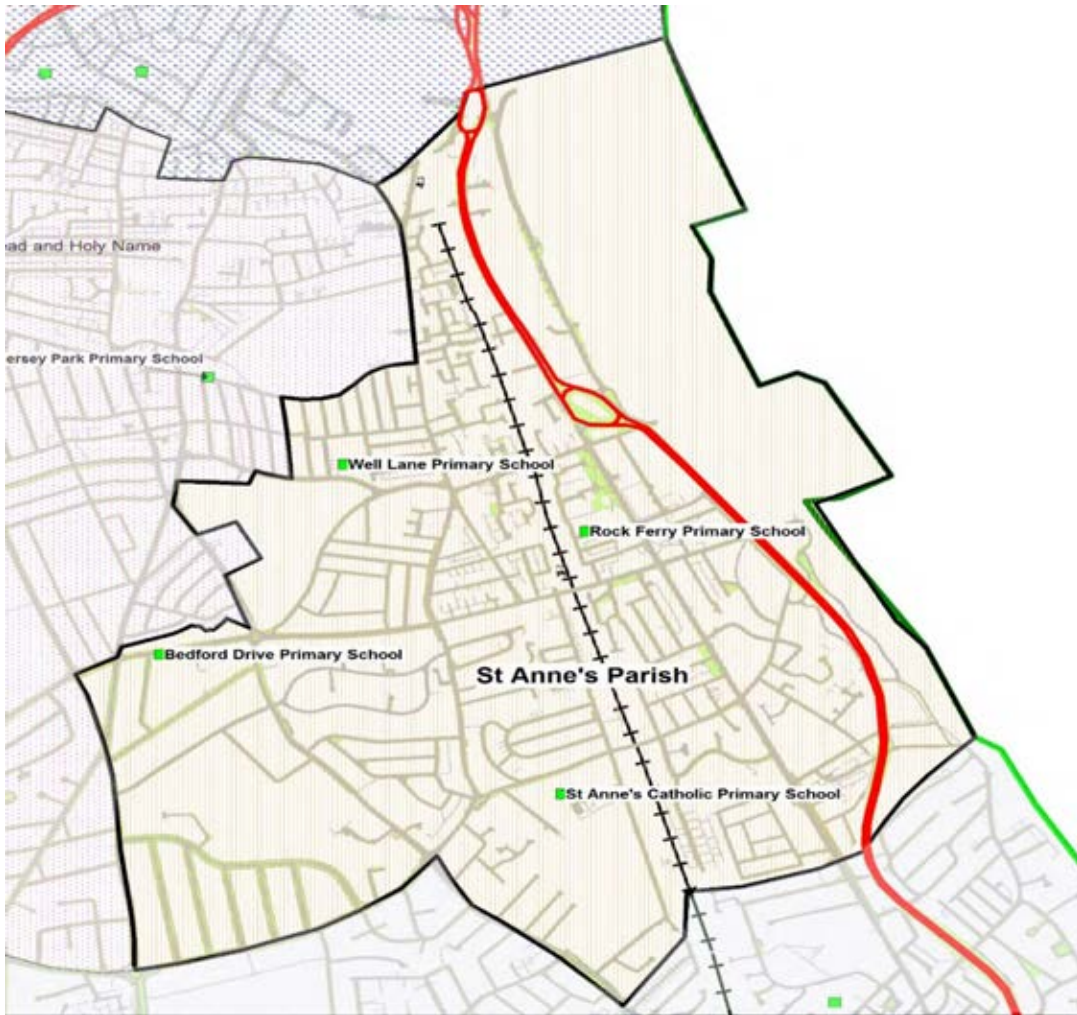 ead and Holy Name
ersey Park Primary School
Well Lane Primary School
Rock Ferry Primary School
Bedford Drive Primary School
St Anne's Parish
St Anne's Catholic Primary School